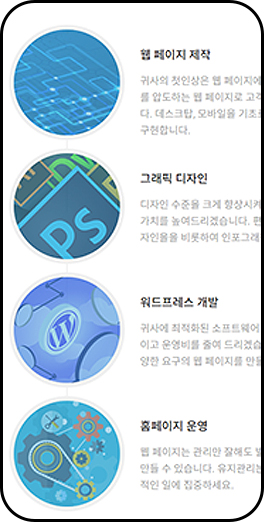 웹 페이지 제작
귀사의 첫인상은 웹 페이지에
를 압도하는 웹 페이지로 고객
다. 데스크탑, 모바일을 기초로
구현합니다.
Ps
그래픽 디자인
디자인 수준을 크게 향상시켜
가치를 높여드리겠습니다. 편
자인을을 비롯하여 인포그래
W
워드프레스 개발
귀사에 최적화된 소프트웨어
이고 운영비를 줄여 드리겠습
양한 요구의 웹 페이지를 만들
홈페이지 운영
웹 페이지는 관리만 잘해도 
만들 수 있습니다. 유지관리는
적인 일에 집중하세요.